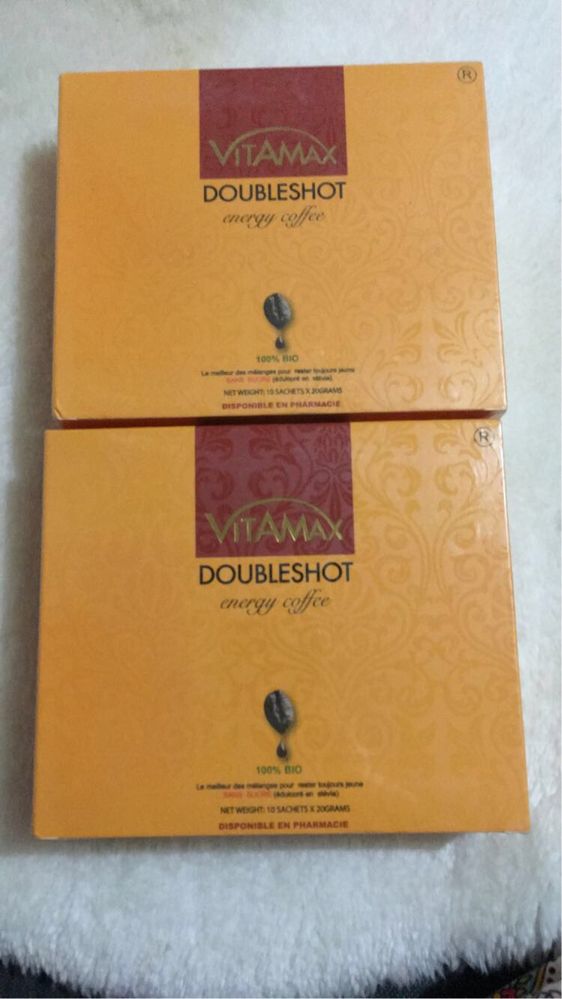 ®
VITAMAX
DOUBLESHOT
energy coffee
100% BIO
Le meilleur des mélanges pour rester toujours jeune
SANS SUCRE (édulcoré en stévia)
NET WEIGHT: 10 SACHETS X 20GRAMS
DISPONIBLE EN PHARMACIE
®
VITAMAX
DOUBLESHOT
energy coffee
100% BIO
Le meilleur des mélanges pour rester toujours jeune
SANS SUCRE (édulcoré en stévia)
NET WEIGHT: 10 SACHETS X 20GRAMS
DISPONIBLE EN PHARMACIE